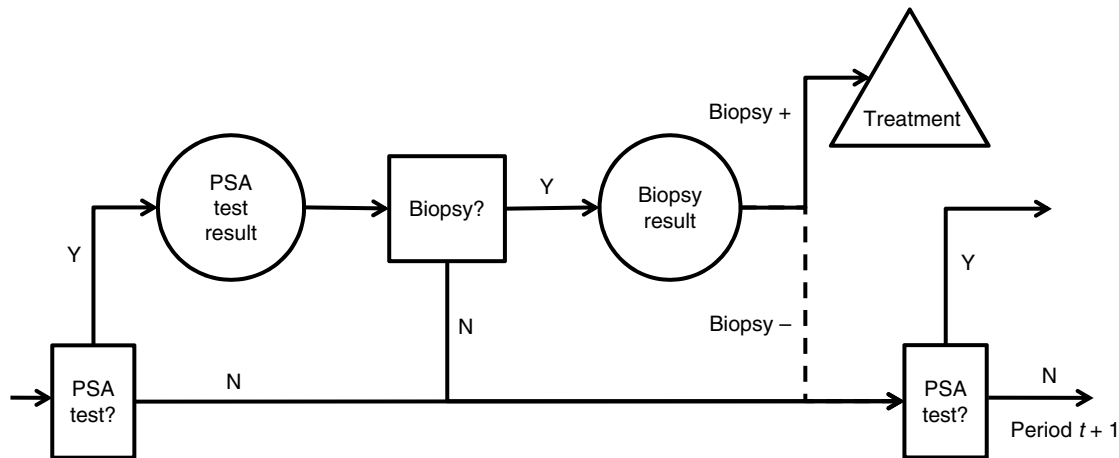 Biopsy +
Treatment
PSA
test
result
Biopsy?
Y
Biopsy
result
Y
Y
N
Biopsy –
PSA
test?
N
PSA
test?
N
Period t + 1